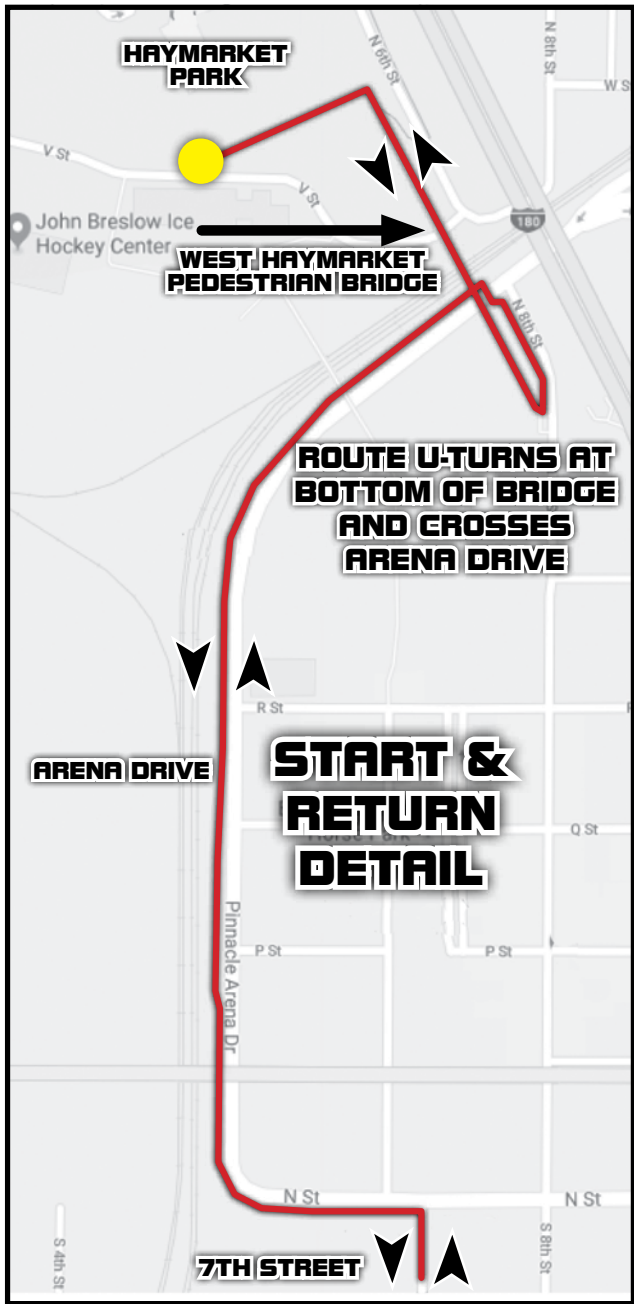 HAYMARKET
PARK
N 6th St
N 8th St
W S
V St
V St
180
John Breslow Ice
Hockey Center
WEST HAYMARKET
PEDESTRIAN BRIDGE
N 8th St
ROUTE U-TURNS AT
BOTTOM OF BRIDGE
AND CROSSES
ARENA DRIVE
R St
ARENA DRIVE
START &
RETURN
DETAIL
Q St
Pinnacle Arena Dr
P St
P St
N St
N St
S 4th St
7TH STREET
S 8th St